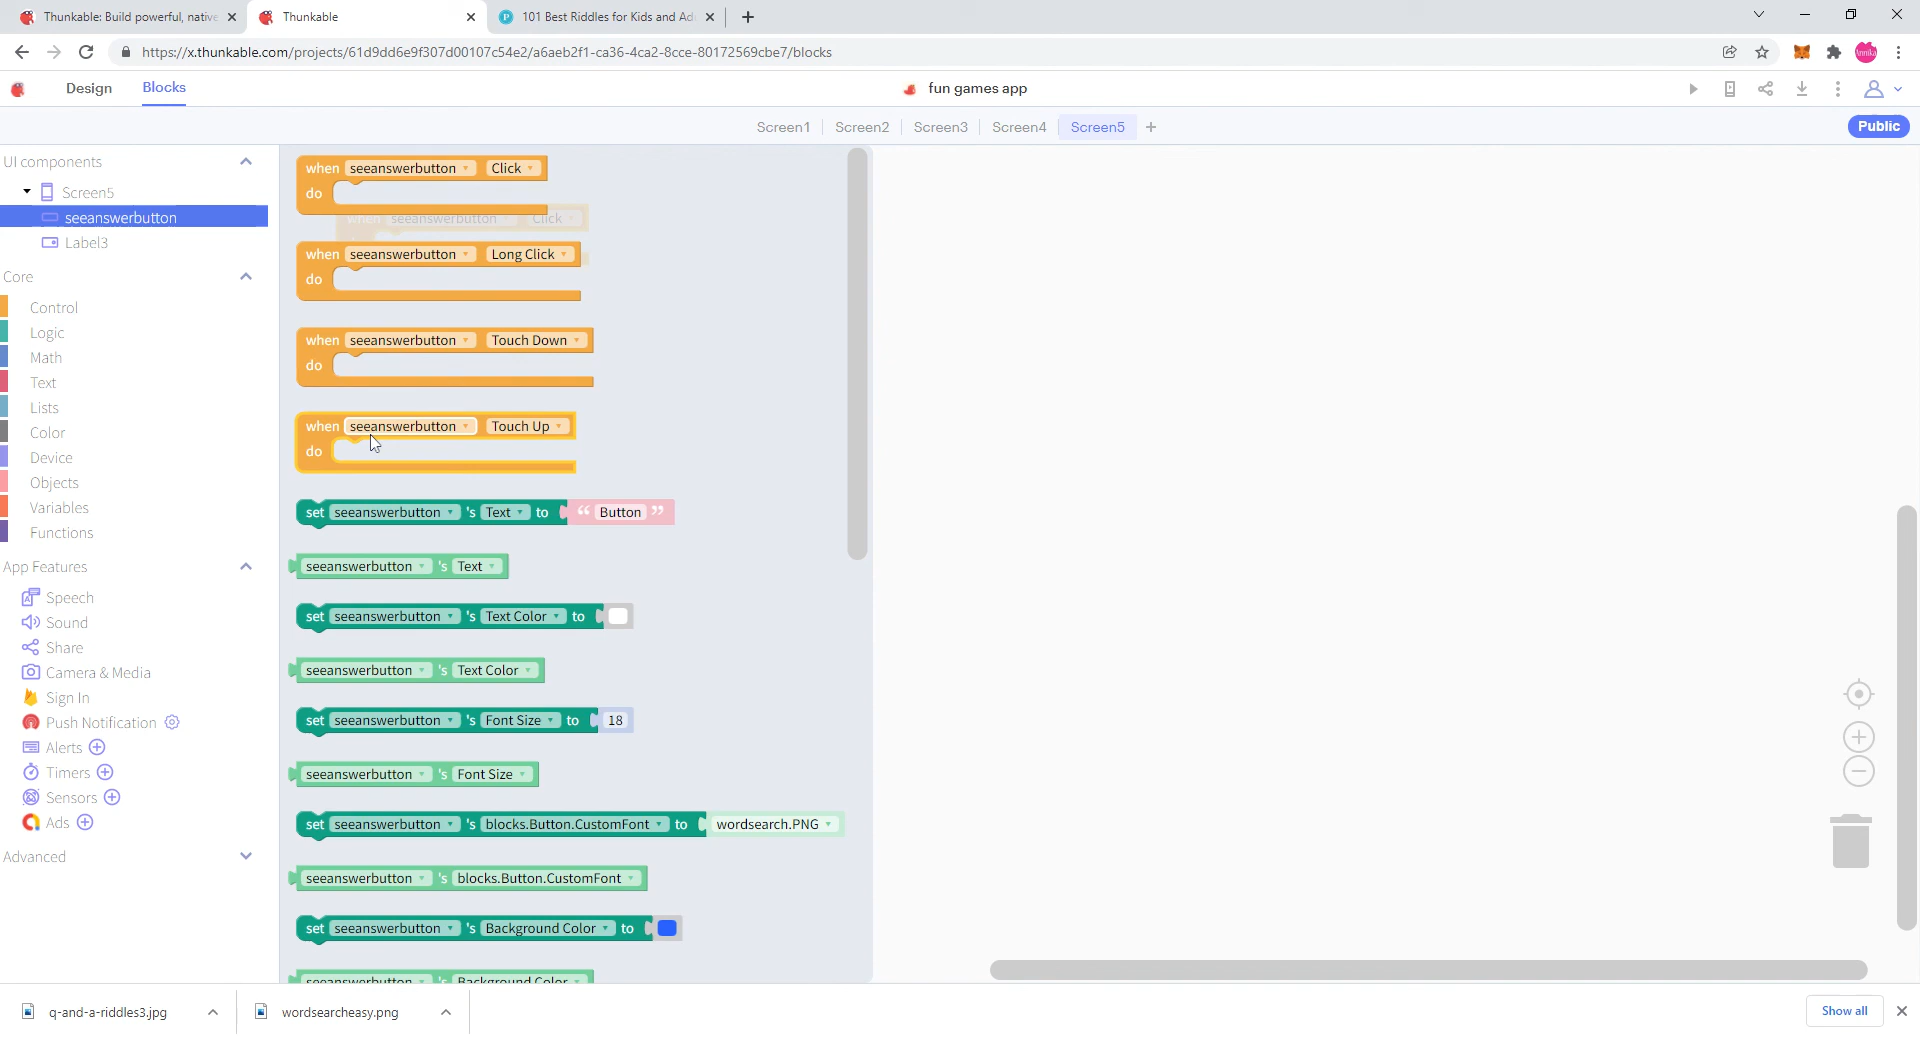 Thunkable: Build powerful, native
Thunkable
101 Best Riddles for Kids and Ad
https://x.thunkable.com/projects/61d9dd6e9f307d00107c54e2/a6aeb2f1-ca36-4ca2-8cce-80172569cbe7/blocks
Annika
Design
Blocks
fun games app
Screen1
Screen2
Screen3
Screen4
Screen5
Public
UI components
Screen5
seeanswerbutton
Label3
Core
Control
Logic
Math
Text
Lists
Color
Device
Objects
Variables
Functions
App Features
Speech
Sound
Share
Camera & Media
Sign In
Push Notification
Alerts
Timers
Sensors
Ads
Advanced
when seeanswerbutton Click
do
when seeanswerbutton Click
when seeanswerbutton Long Click
do
when seeanswerbutton Touch Down
do
when seeanswerbutton Touch Up
do
set seeanswerbutton 's Text to “ Button ”
seeanswerbutton 's Text
set seeanswerbutton 's Text Color to
seeanswerbutton 's Text Color
set seeanswerbutton 's Font Size to 18
seeanswerbutton 's Font Size
set seeanswerbutton 's blocks.Button.CustomFont to wordsearch.PNG
seeanswerbutton 's blocks.Button.CustomFont
set seeanswerbutton 's Background Color to
seeanswerbutton 's Background Color
q-and-a-riddles3.jpg
wordsearcheasy.png
Show all